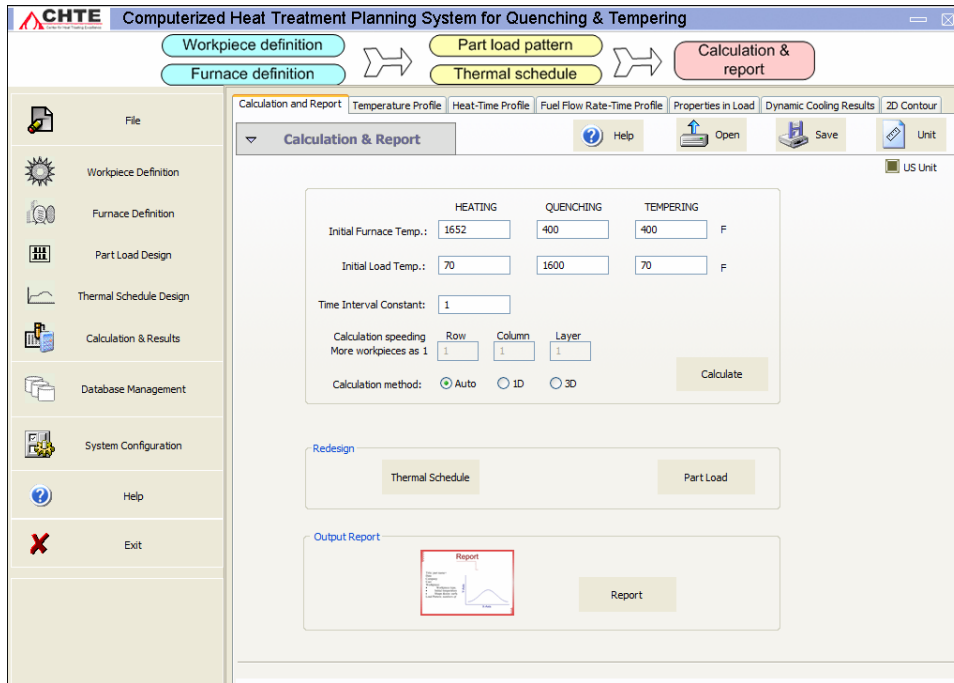 CHTE
Computerized Heat Treatment Planning System for Quenching & Tempering
Workpiece definition
Furnace definition
Part load pattern
Thermal schedule
Calculation &
report
File
Workpiece Definition
Furnace Definition
Part Load Design
Thermal Schedule Design
Calculation & Results
Database Management
System Configuration
Help
Exit
Calculation and Report Temperature Profile Heat-Time Profile Fuel Flow Rate-Time Profile Properties in Load Dynamic Cooling Results 2D Contour
Calculation & Report
Help Open Save Unit
US Unit
HEATING QUENCHING TEMPERING
Initial Furnace Temp.: 1652 400 400 F
Initial Load Temp.: 70 1600 70 F
Time Interval Constant: 1
Calculation speeding Row Column Layer
More workpieces as 1 1 1 1
Calculation method: Auto 1D 3D
Calculate
Redesign
Thermal Schedule Part Load
Output Report
Report
Report